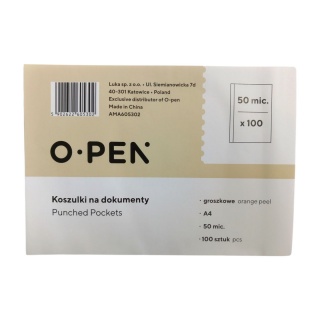 Luka sp. z o.o. • Ul. Siemianowicka 7d
40-301 Katowice • Poland
Exclusive distributor of O-pen
Made in China
AMA605302
50 mic.
x 100
O·PEN
Koszulki na dokumenty
Punched Pockets
· groszkowe orange peel
· A4
· 50 mic.
· 100 sztuk pcs